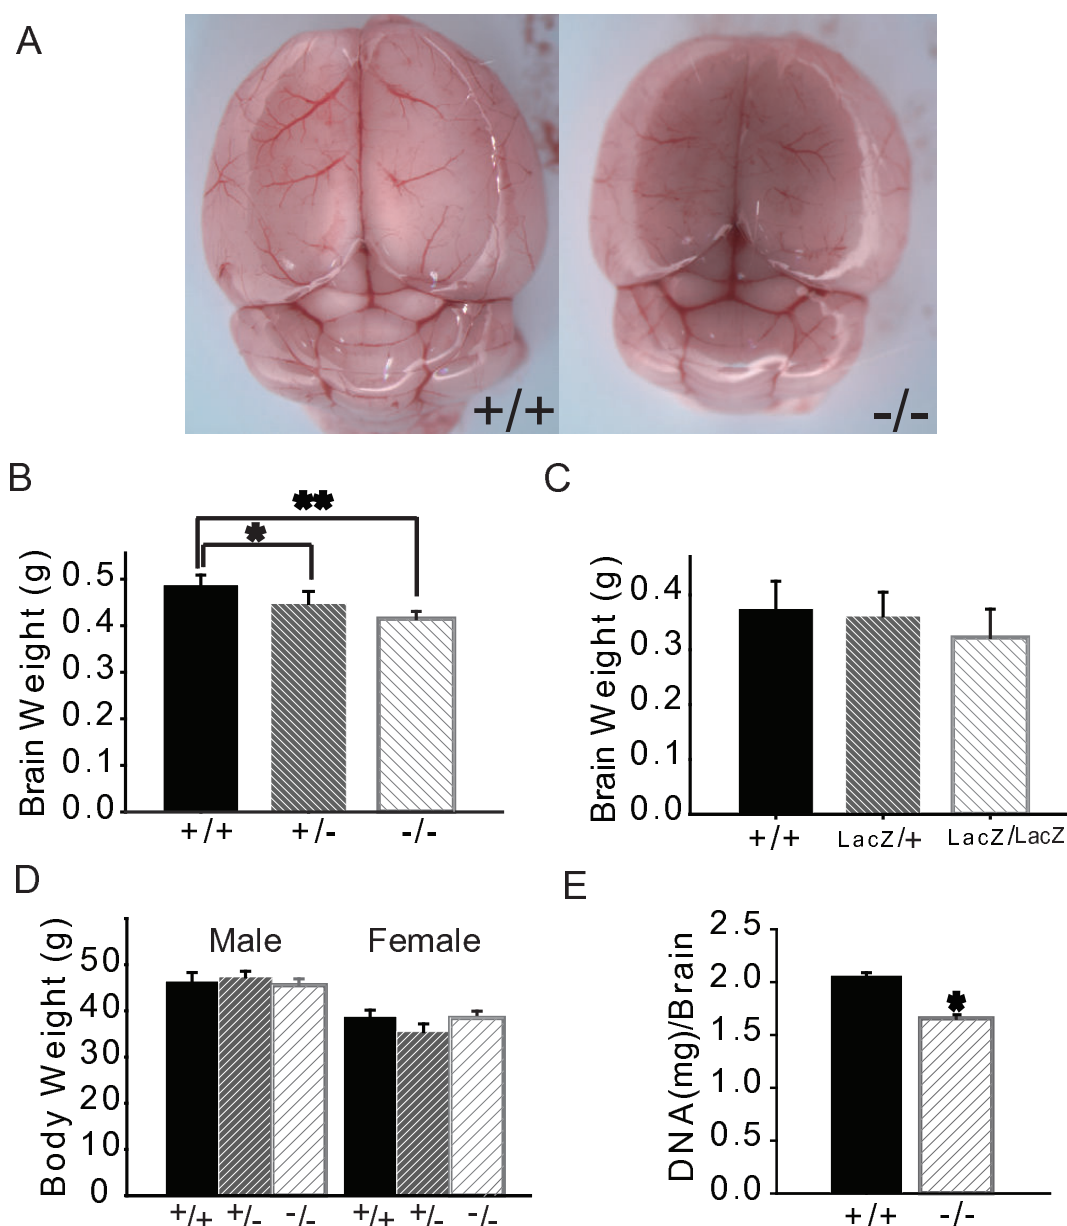 A
+/+
-/-
B
**
*
Brain Weight (g)
0.5
0.4
0.3
0.2
0.1
0.0
+/+ +/- -/-
C
Brain Weight (g)
0.4
0.3
0.2
0.1
0.0
+/+ LacZ/+ LacZ/LacZ
D
Body Weight (g)
Male Female
50
40
30
20
10
0
+/+ +/- -/- +/+ +/- -/-
E
DNA(mg)/Brain
2.5
2.0
1.5
1.0
0.5
0.0
*
+/+ -/-